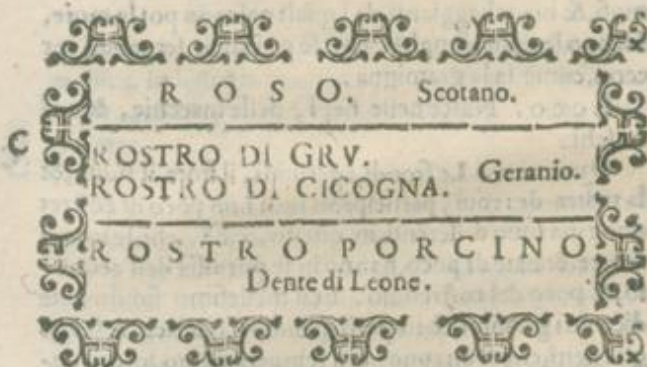 ROSO. Scotano.
C
ROSTRO DI GRV.
ROSTRO DI CICOGNA. Geranio.
ROSTRO PORCINO
Dente di Leone.